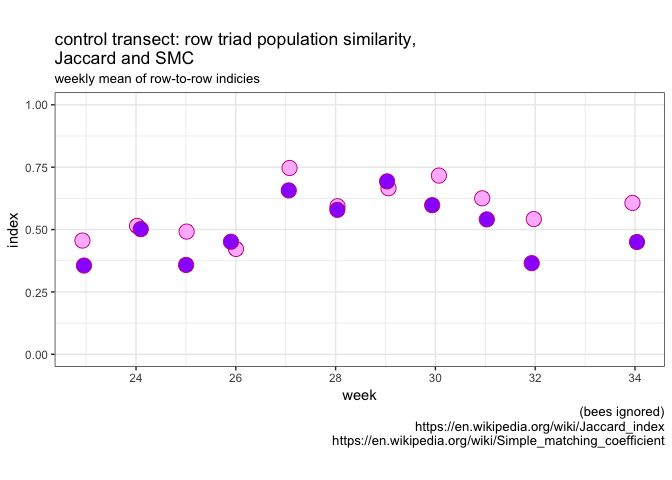 control transect: row triad population similarity,
Jaccard and SMC
weekly mean of row-to-row indicies
1.00
0.75
0.50
0.25
0.00
index
24 26 28 30 32 34
week
(bees ignored)
https://en.wikipedia.org/wiki/Jaccard_index
https://en.wikipedia.org/wiki/Simple_matching_coefficient